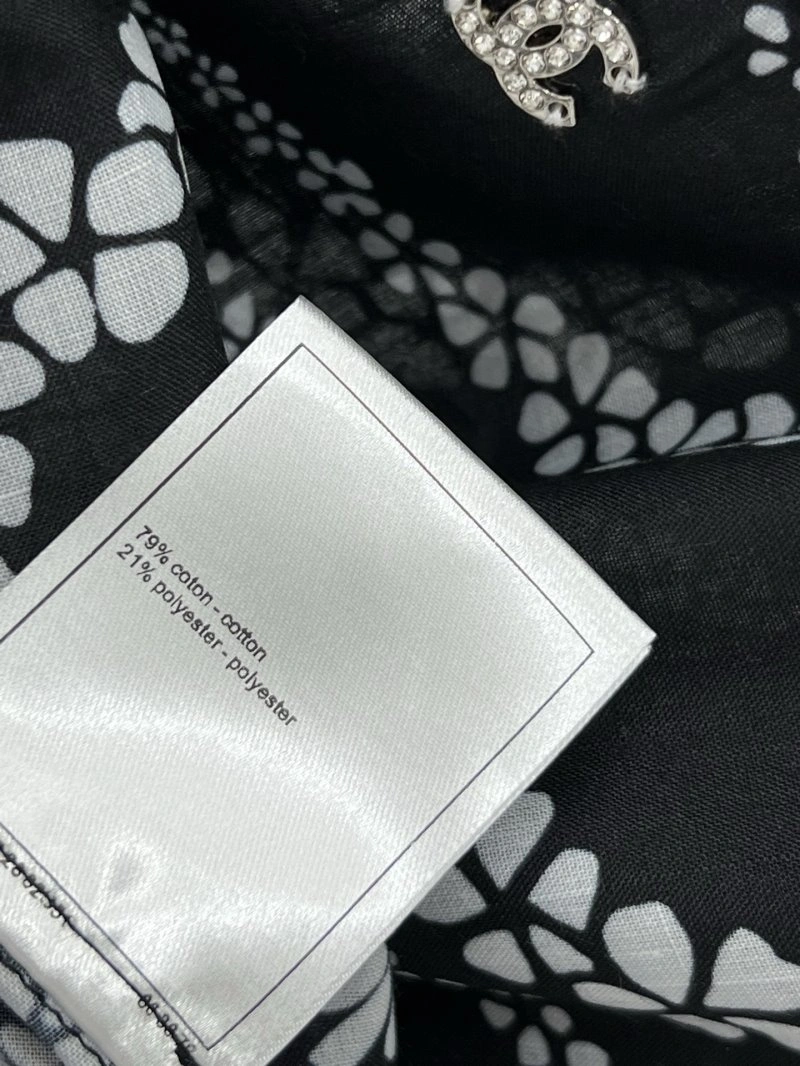 79% coton - cotton
21% polyester - polyester